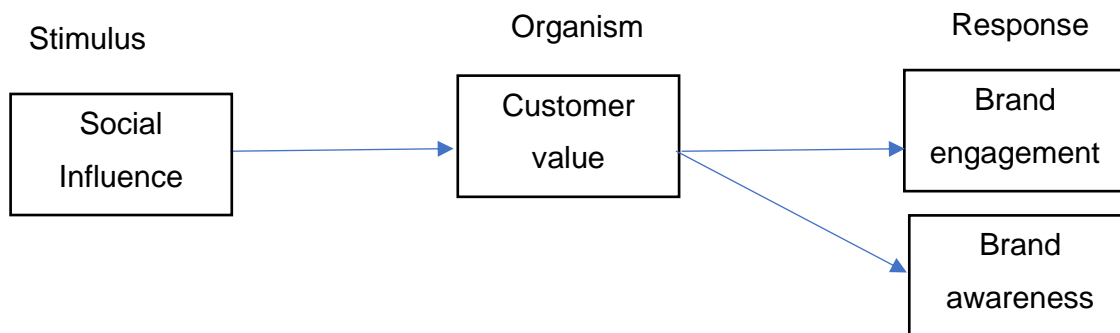 Stimulus
Organism
Response
Social
Influence
Customer
value
Brand
engagement
Brand
awareness